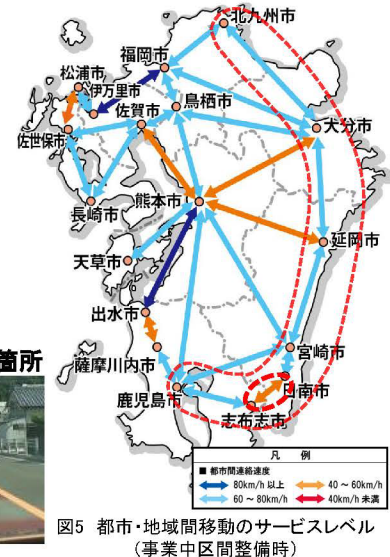 北九州市
福岡市
松浦市
伊万里市
鳥栖市
佐賀市
大分市
佐世保市
長崎市
熊本市
延岡市
天草市
出水市
箇所
宮崎市
薩摩川内市
日南市
鹿児島市
志布志市
凡 例
■ 都市間連絡速度
80km/h 以上 40 ～ 60km/h
60 ～ 80km/h 40km/h 未満
図5 都市・地域間移動のサービスレベル
(事業中区間整備時)